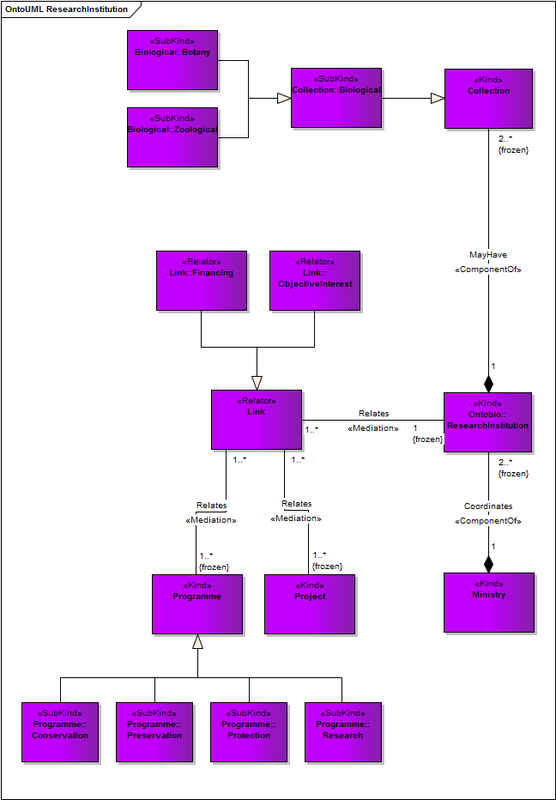 OntoUML ResearchInstitution
«SubKind»
Biological::Botany
«SubKind»
Collection::Biological
«Kind»
Collection
«SubKind»
Biological::Zoological
2..*
{frozen}
MayHave
«ComponentOf»
1
«Relator»
Link::Financing
«Relator»
Link::
ObjectiveInterest
«Relator»
Link
Relates
1..*
«Mediation»
1
{frozen}
«Kind»
Ontobio::
ResearchInstitution
1..*
1..*
2..*
{frozen}
Relates
«Mediation»
Relates
«Mediation»
Coordinates
«ComponentOf»
1
1..*
{frozen}
1..*
{frozen}
«Kind»
Programme
«Kind»
Project
«Kind»
Ministry
«SubKind»
Programme::
Conservation
«SubKind»
Programme::
Preservation
«SubKind»
Programme::
Protection
«SubKind»
Programme::
Research